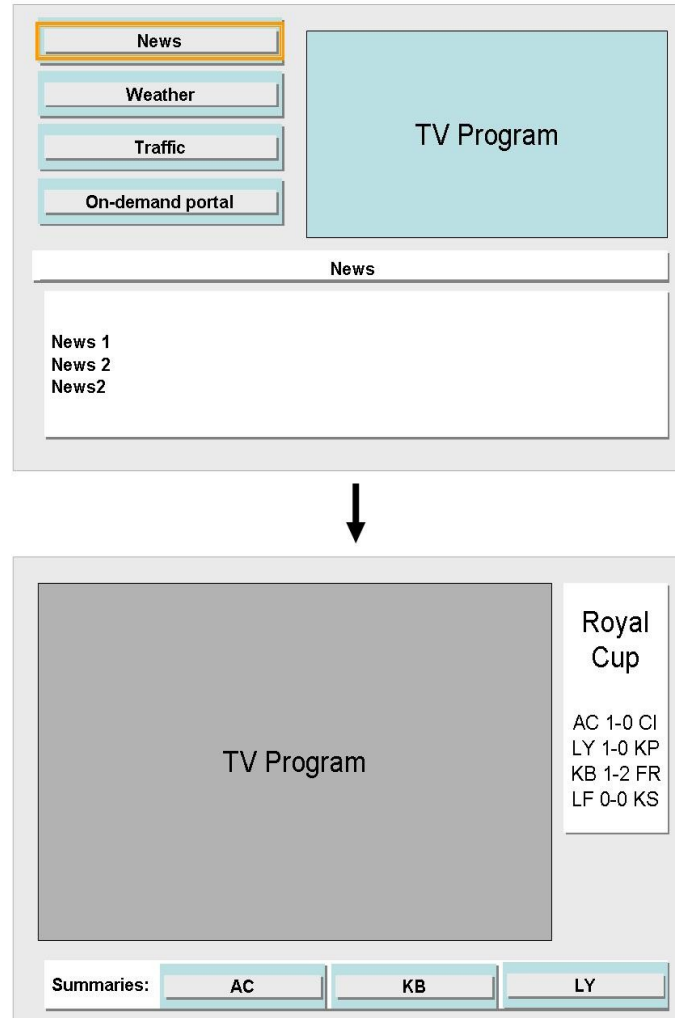 News
Weather
Traffic
On-demand portal
TV Program
News
News 1
News 2
News2
TV Program
Royal
Cup
AC 1-0 CI
LY 1-0 KP
KB 1-2 FR
LF 0-0 KS
Summaries: AC KB LY